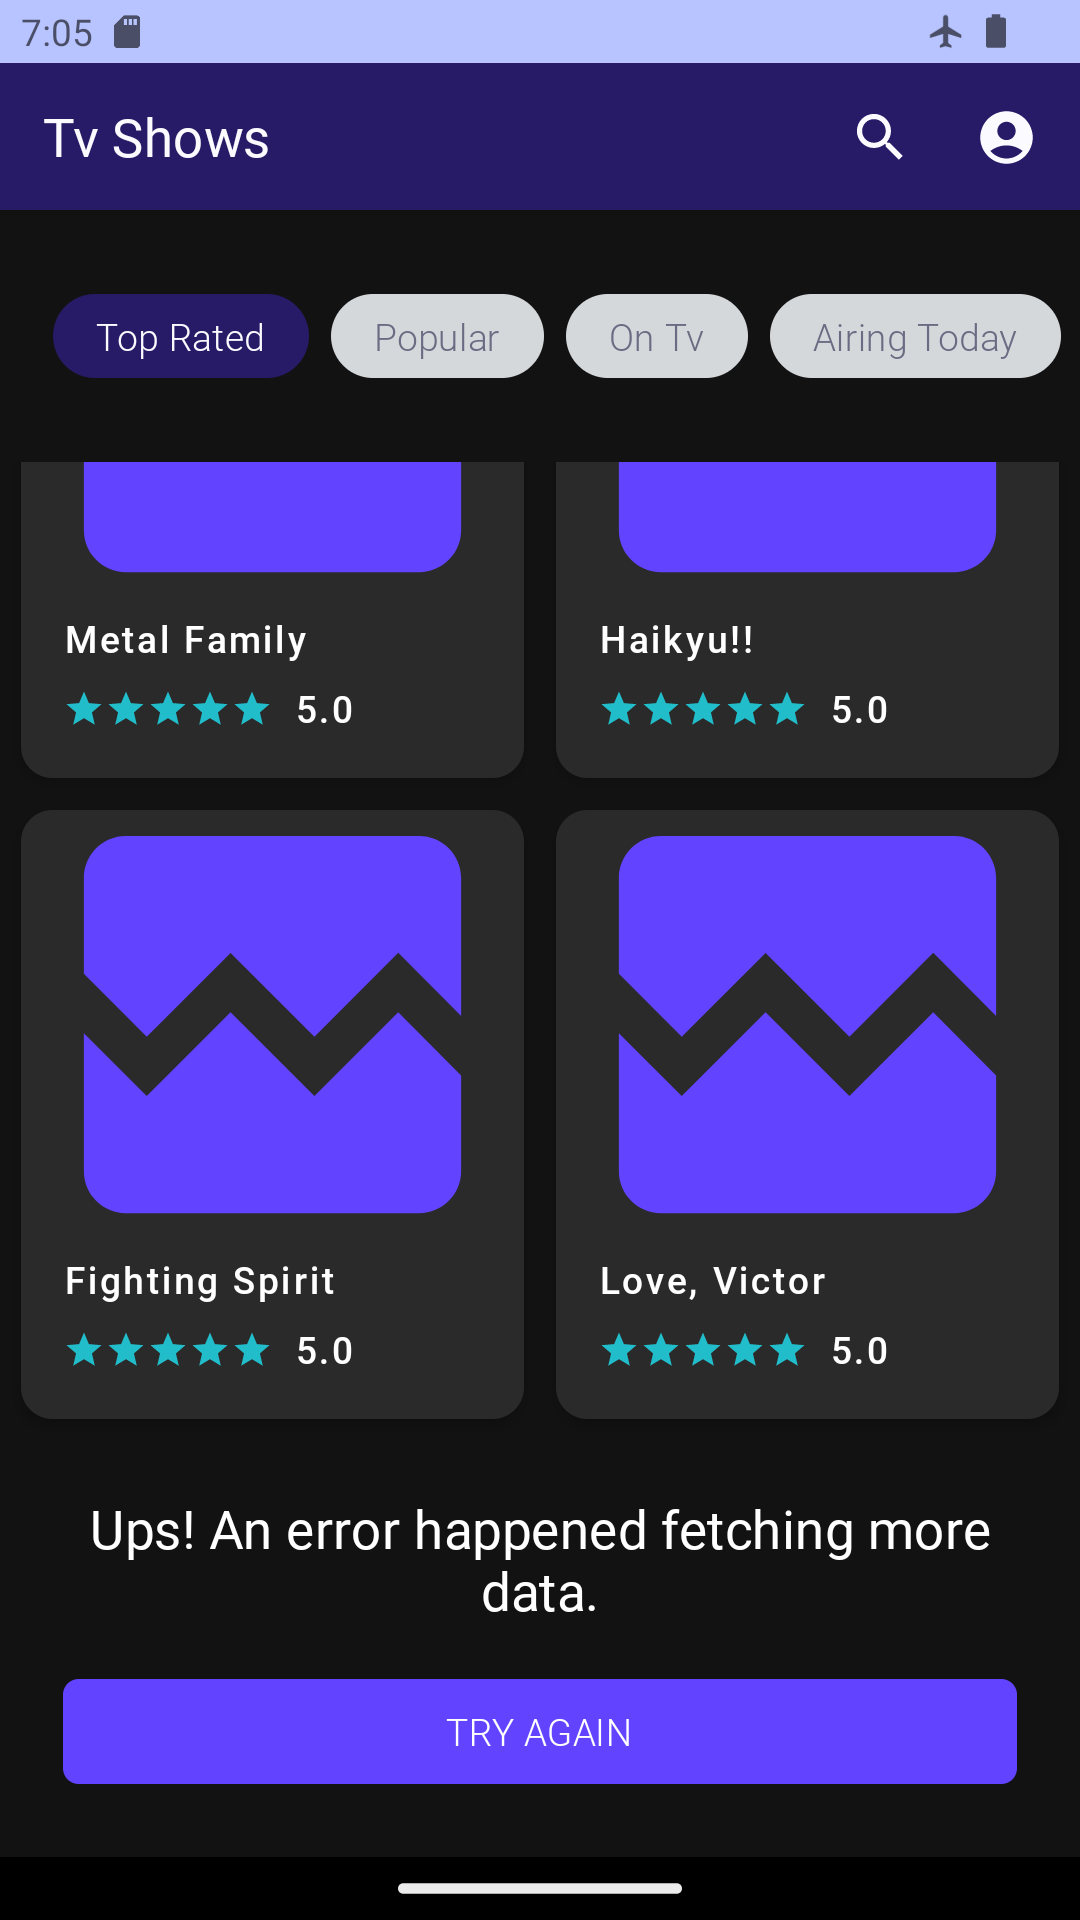 7:05
Tv Shows
Top Rated
Popular
On Tv
Airing Today
Metal Family
5.0
Haikyu!!
5.0
Fighting Spirit
5.0
Love, Victor
5.0
Ups! An error happened fetching more
data.
TRY AGAIN